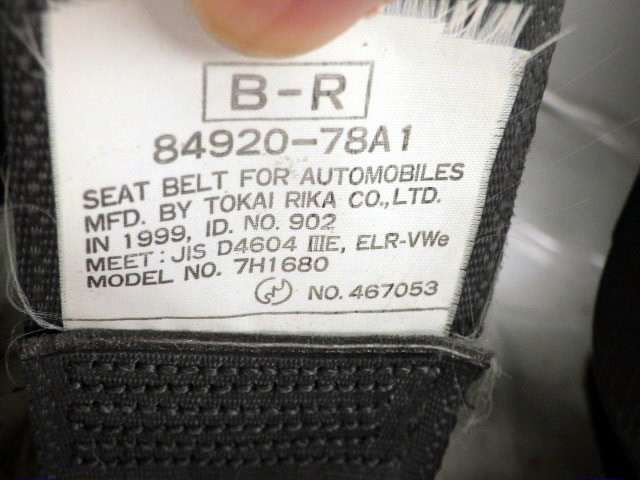 B-R
84920-78A1
SEAT BELT FOR AUTOMOBILES
MFD. BY TOKAI RIKA CO.,LTD.
IN 1999, ID. NO. 902
MEET : JIS D4604 IIIE, ELR-VWe
MODEL NO. 7H1680
NO. 467053